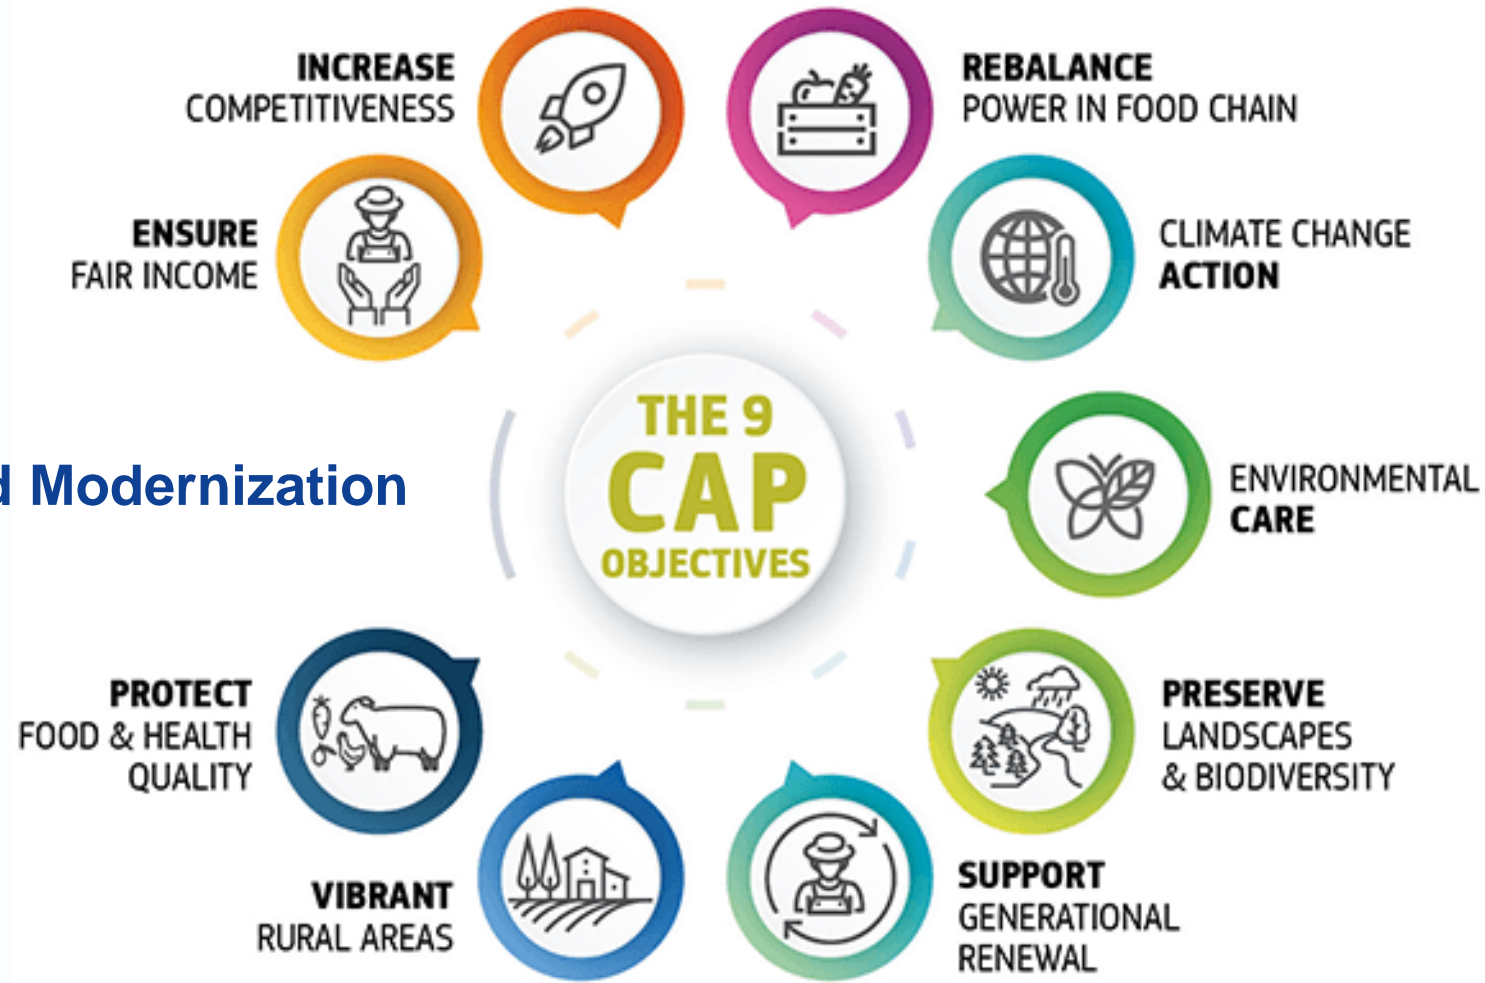 INCREASE
COMPETITIVENESS
REBALANCE
POWER IN FOOD CHAIN
ENSURE
FAIR INCOME
CLIMATE CHANGE
ACTION
THE 9
CAP
OBJECTIVES
Modernization
ENVIRONMENTAL
CARE
PROTECT
FOOD & HEALTH
QUALITY
PRESERVE
LANDSCAPES
& BIODIVERSITY
VIBRANT
RURAL AREAS
SUPPORT
GENERATIONAL
RENEWAL